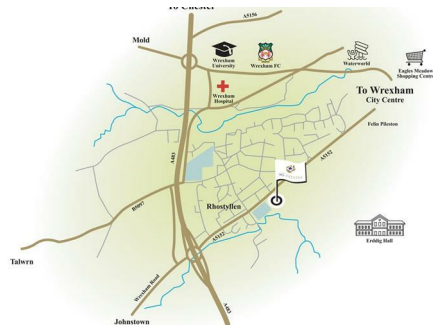 To Chester
A5156
Mold
Wrexham
University
Wrexham FC
Waterworld
Eagles Meadow
Shopping Centre
Wrexham
Hospital
To Wrexham
City Centre
Felin Puleston
A483
A5152
B5097
Rhostyllen
A5152
Erddig Hall
Talwrn
Wrexham Road
A483
Johnstown